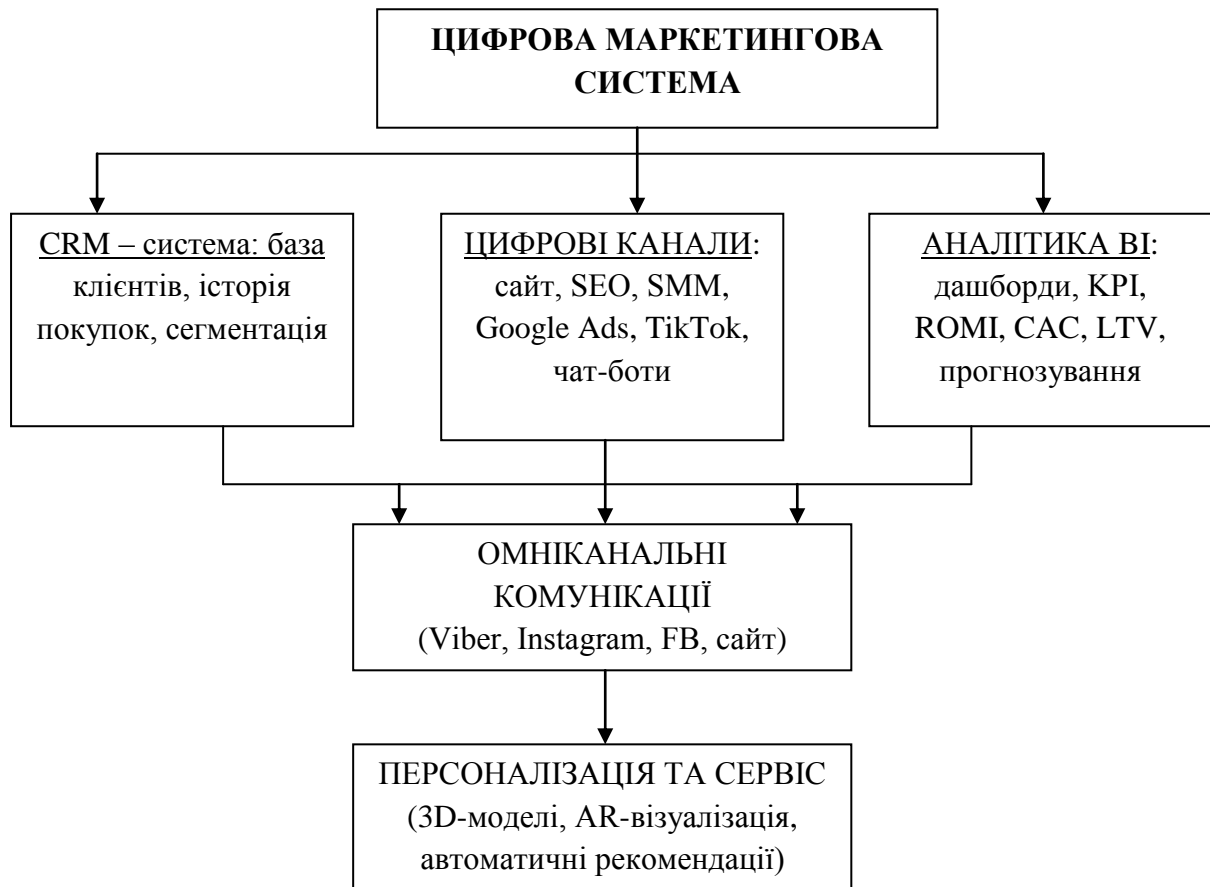 ЦИФРОВА МАРКЕТИНГОВА
СИСТЕМА
CRM – система: база
клієнтів, історія
покупок, сегментація
ЦИФРОВІ КАНАЛИ:
сайт, SEO, SMM,
Google Ads, TikTok,
чат-боти
АНАЛІТИКА BI:
дашборди, KPI,
ROMI, CAC, LTV,
прогнозування
ОМНІКАНАЛЬНІ
КОМУНІКАЦІЇ
(Viber, Instagram, FB, сайт)
ПЕРСОНАЛІЗАЦІЯ ТА СЕРВІС
(3D-моделі, AR-візуалізація,
автоматичні рекомендації)